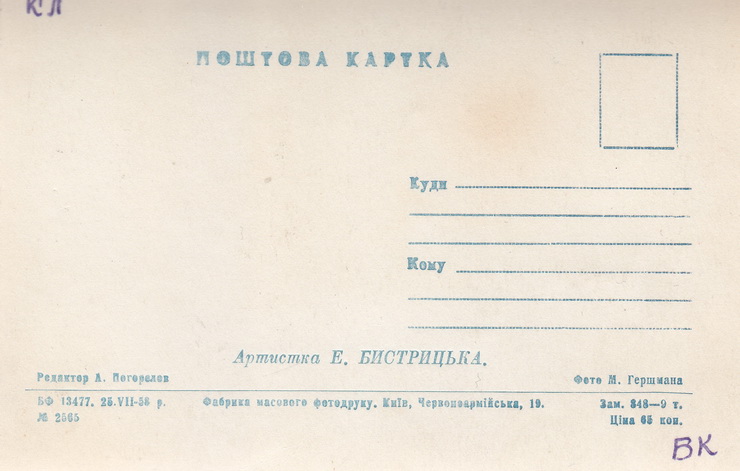 КЛ
ПОШТОВА КАРТКА
Куди
Кому
Артистка Е. БИСТРИЦЬКА.
Редактор А. Погорелов
Фото М. Гершмана
БФ 13477. 25.VII-58 р.
Фабрика масового фотодруку. Київ, Червоноармійська, 19.
Зам. 848—9 т.
№ 2565
Ціна 65 коп.
ВК